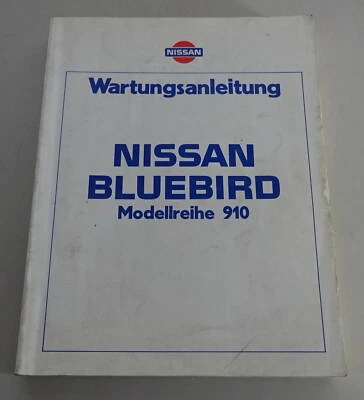 NISSAN
Wartungsanleitung
NISSAN
BLUEBIRD
Modellreihe 910